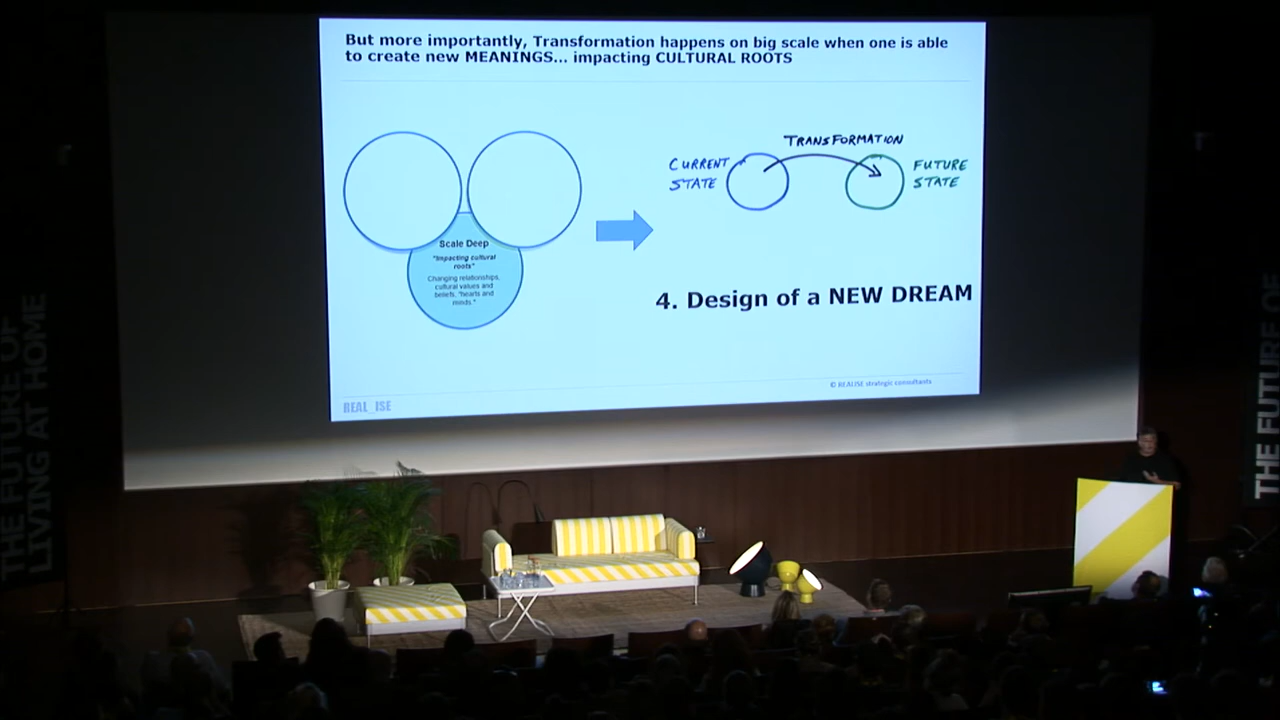 But more importantly, Transformation happens on big scale when one is able
to create new MEANINGS... impacting CULTURAL ROOTS
Scale Deep
"Impacting cultural
roots"
Changing relationships,
cultural values and
beliefs, "hearts and
minds."
TRANSFORMATION
CURRENT
STATE
FUTURE
STATE
4. Design of a NEW DREAM
© REALISE strategic consultants
REAL_ISE
THE FUTURE OF
LIVING AT HOME
THE FUTURE OF